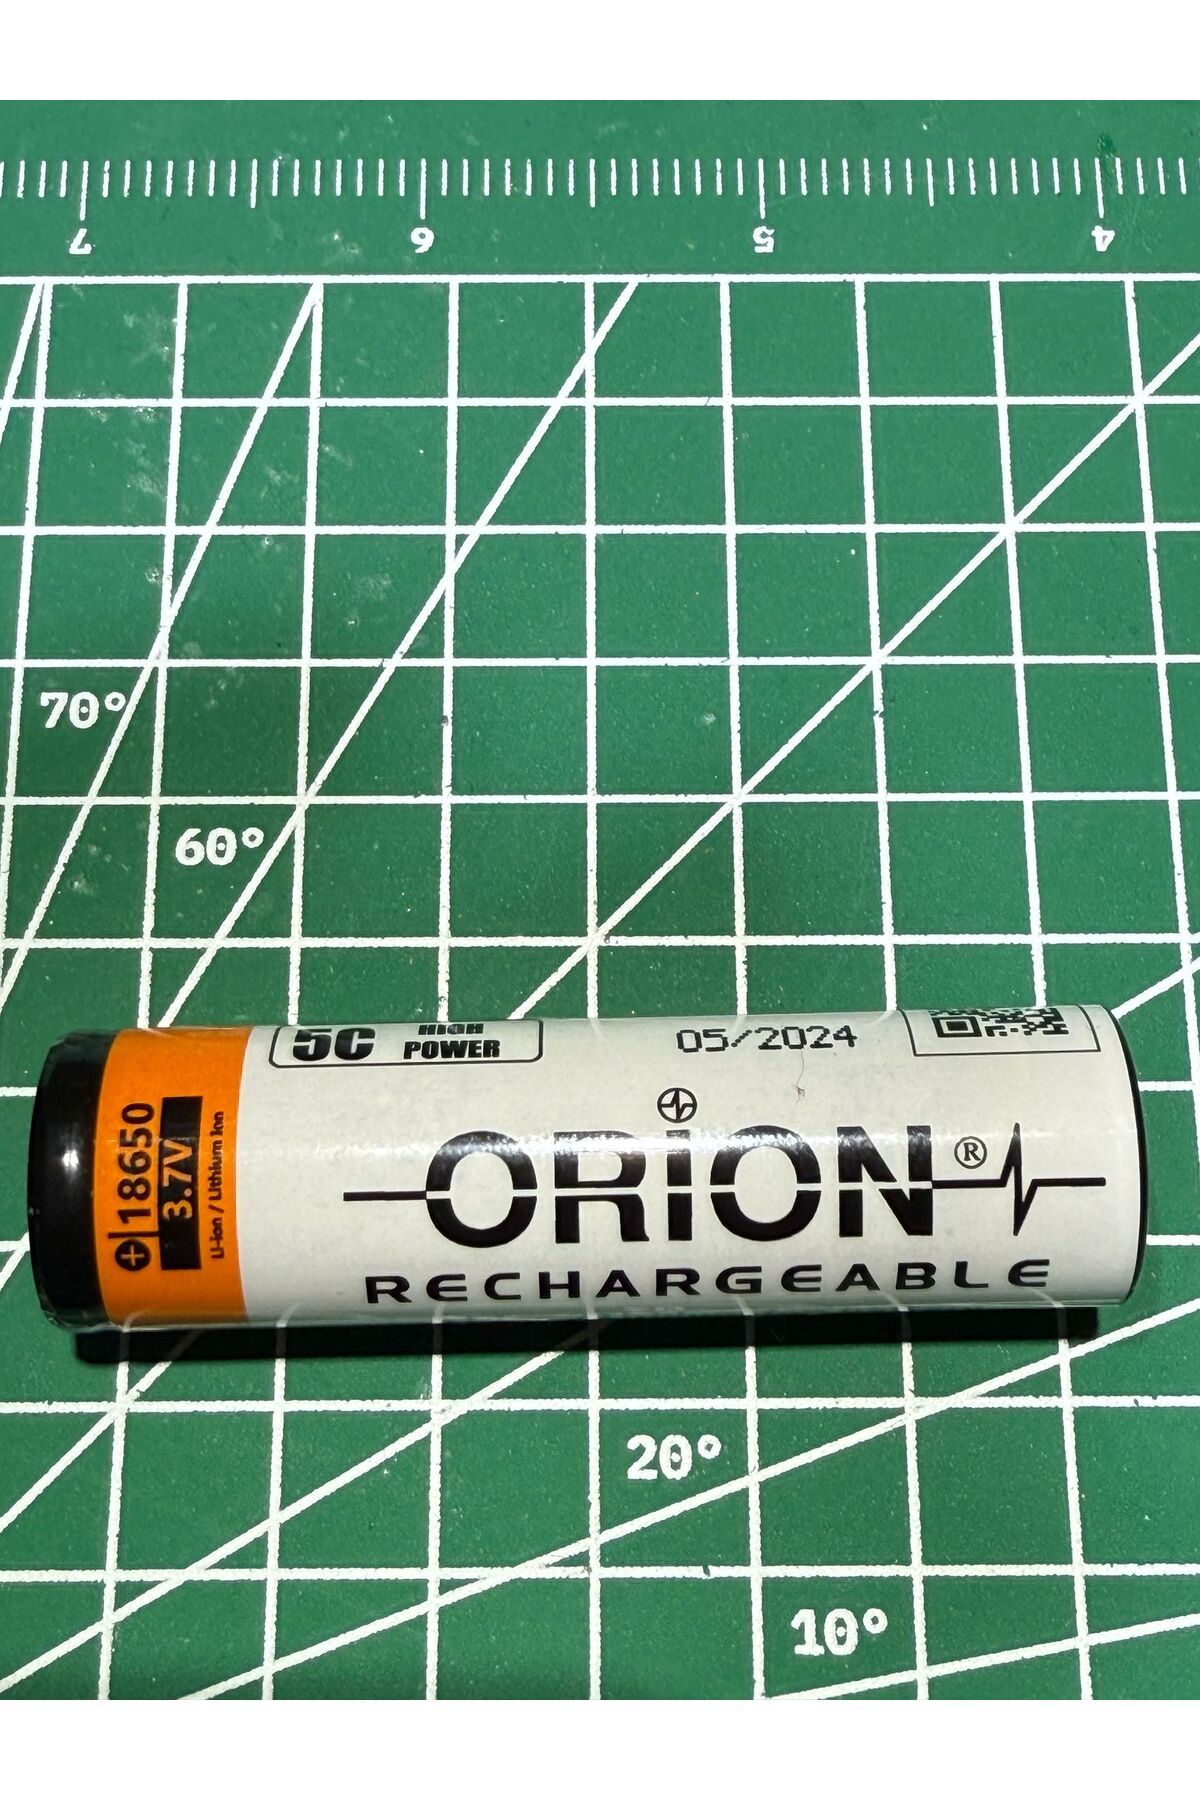 7 6 5 4
70°
60°
5C HIGH POWER
05/2024
⊕ 18650
3.7V
Li-ion / Lithium Ion
ORiON ®
RECHARGEABLE
20°
10°